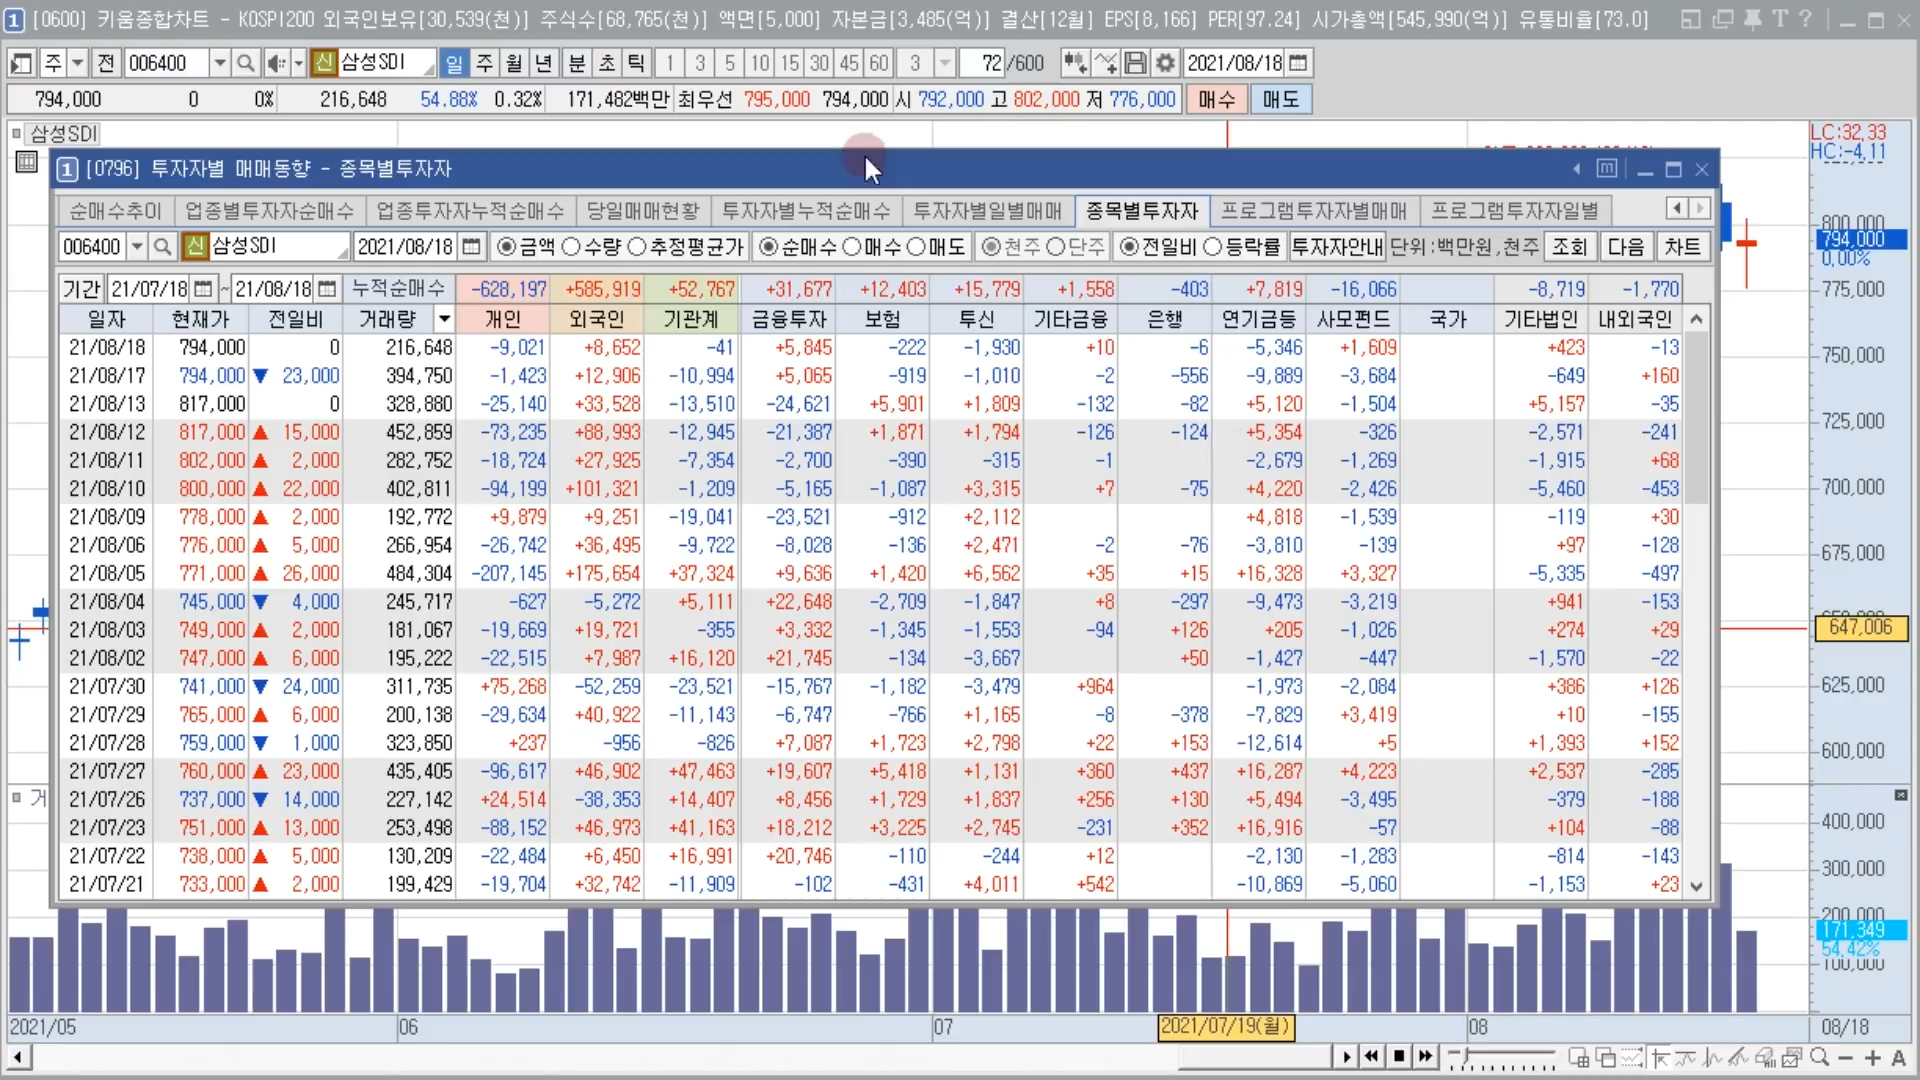 1 [0600] 키움종합차트 - KOSPI200 외국인보유[30,539(천)] 주식수[68,765(천)] 액면[5,000] 자본금[3,485(억)] 결산[12월] EPS[8,166] PER[97.24] 시가총액[545,990(억)] 유통비율[73.0]
주 전 006400 신 삼성SDI 일 주 월 년 분 초 틱 1 3 5 10 15 30 45 60 3 72 /600 2021/08/18
794,000 0 0% 216,648 54.88% 0.32% 171,482백만 최우선 795,000 794,000 시 792,000 고 802,000 저 776,000 매수 매도
삼성SDI
LC:32,33
HC:-4,11
1 [0796] 투자자별 매매동향 - 종목별투자자
순매수추이 업종별투자자순매수 업종투자자누적순매수 당일매매현황 투자자별누적순매수 투자자별일별매매 종목별투자자 프로그램투자자별매매 프로그램투자자일별
006400 신 삼성SDI 2021/08/18 금액 수량 추정평균가 순매수 매수 매도 천주 단주 전일비 등락률 투자자안내 단위:백만원,천주 조회 다음 차트
기간 21/07/18 ~ 21/08/18 누적순매수 -628,197 +585,919 +52,767 +31,677 +12,403 +15,779 +1,558 -403 +7,819 -16,066 -8,719 -1,770
일자 현재가 전일비 거래량 개인 외국인 기관계 금융투자 보험 투신 기타금융 은행 연기금등 사모펀드 국가 기타법인 내외국인
21/08/18 794,000 0 216,648 -9,021 +8,652 -41 +5,845 -222 -1,930 +10 -6 -5,346 +1,609 +423 -13
21/08/17 794,000 ▼ 23,000 394,750 -1,423 +12,906 -10,994 +5,065 -919 -1,010 -2 -556 -9,889 -3,684 -649 +160
21/08/13 817,000 0 328,880 -25,140 +33,528 -13,510 -24,621 +5,901 +1,809 -132 -82 +5,120 -1,504 +5,157 -35
21/08/12 817,000 ▲ 15,000 452,859 -73,235 +88,993 -12,945 -21,387 +1,871 +1,794 -126 -124 +5,354 -326 -2,571 -241
21/08/11 802,000 ▲ 2,000 282,752 -18,724 +27,925 -7,354 -2,700 -390 -315 -1 -2,679 -1,269 -1,915 +68
21/08/10 800,000 ▲ 22,000 402,811 -94,199 +101,321 -1,209 -5,165 -1,087 +3,315 +7 -75 +4,220 -2,426 -5,460 -453
21/08/09 778,000 ▲ 2,000 192,772 +9,879 +9,251 -19,041 -23,521 -912 +2,112 +4,818 -1,539 -119 +30
21/08/06 776,000 ▲ 5,000 266,954 -26,742 +36,495 -9,722 -8,028 -136 +2,471 -2 -76 -3,810 -139 +97 -128
21/08/05 771,000 ▲ 26,000 484,304 -207,145 +175,654 +37,324 +9,636 +1,420 +6,562 +35 +15 +16,328 +3,327 -5,335 -497
21/08/04 745,000 ▼ 4,000 245,717 -627 -5,272 +5,111 +22,648 -2,709 -1,847 +8 -297 -9,473 -3,219 +941 -153
21/08/03 749,000 ▲ 2,000 181,067 -19,669 +19,721 -355 +3,332 -1,345 -1,553 -94 +126 +205 -1,026 +274 +29
21/08/02 747,000 ▲ 6,000 195,222 -22,515 +7,987 +16,120 +21,745 -134 -3,667 +50 -1,427 -447 -1,570 -22
21/07/30 741,000 ▼ 24,000 311,735 +75,268 -52,259 -23,521 -15,767 -1,182 -3,479 +964 -1,973 -2,084 +386 +126
21/07/29 765,000 ▲ 6,000 200,138 -29,634 +40,922 -11,143 -6,747 -766 +1,165 -8 -378 -7,829 +3,419 +10 -155
21/07/28 759,000 ▼ 1,000 323,850 +237 -956 -826 +7,087 +1,723 +2,798 +22 +153 -12,614 +5 +1,393 +152
21/07/27 760,000 ▲ 23,000 435,405 -96,617 +46,902 +47,463 +19,607 +5,418 +1,131 +360 +437 +16,287 +4,223 +2,537 -285
21/07/26 737,000 ▼ 14,000 227,142 +24,514 -38,353 +14,407 +8,456 +1,729 +1,837 +256 +130 +5,494 -3,495 -379 -188
21/07/23 751,000 ▲ 13,000 253,498 -88,152 +46,973 +41,163 +18,212 +3,225 +2,745 -231 +352 +16,916 -57 +104 -88
21/07/22 738,000 ▲ 5,000 130,209 -22,484 +6,450 +16,991 +20,746 -110 -244 +12 -2,130 -1,283 -814 -143
21/07/21 733,000 ▲ 2,000 199,429 -19,704 +32,742 -11,909 -102 -431 +4,011 +542 -10,869 -5,060 -1,153 +23
800,000
794,000
0,00%
775,000
750,000
725,000
700,000
675,000
647,006
625,000
600,000
거
400,000
300,000
200,000
171,349
54,42%
100,000
2021/05 06 07 2021/07/19(월) 08 08/18
A